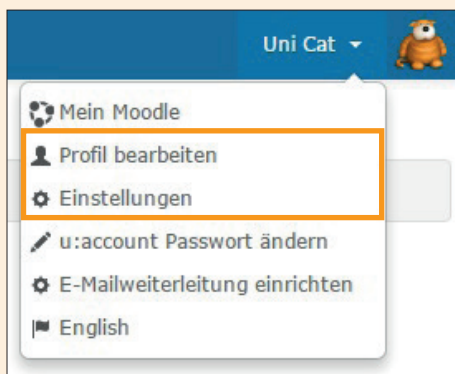 Uni Cat
Mein Moodle
Profil bearbeiten
Einstellungen
u:account Passwort ändern
E-Mailweiterleitung einrichten
English